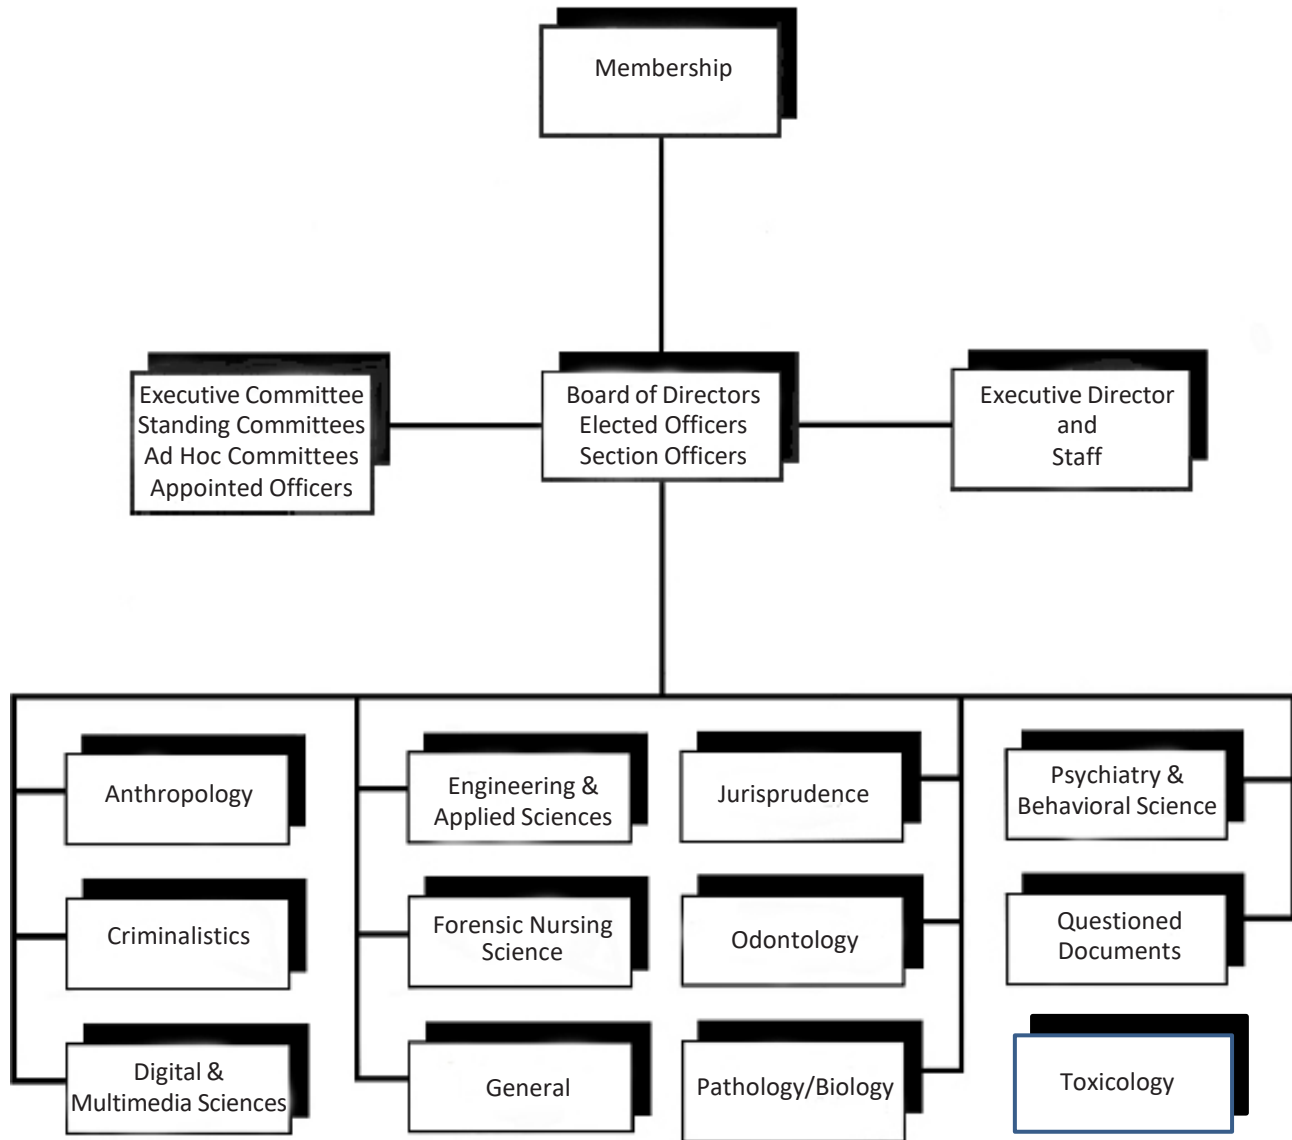 Membership
Executive Committee
Standing Committees
Ad Hoc Committees
Appointed Officers
Board of Directors
Elected Officers
Section Officers
Executive Director
and
Staff
Anthropology
Engineering &
Applied Sciences
Jurisprudence
Psychiatry &
Behavioral Science
Criminalistics
Forensic Nursing
Science
Odontology
Questioned
Documents
Digital &
Multimedia Sciences
General
Pathology/Biology
Toxicology